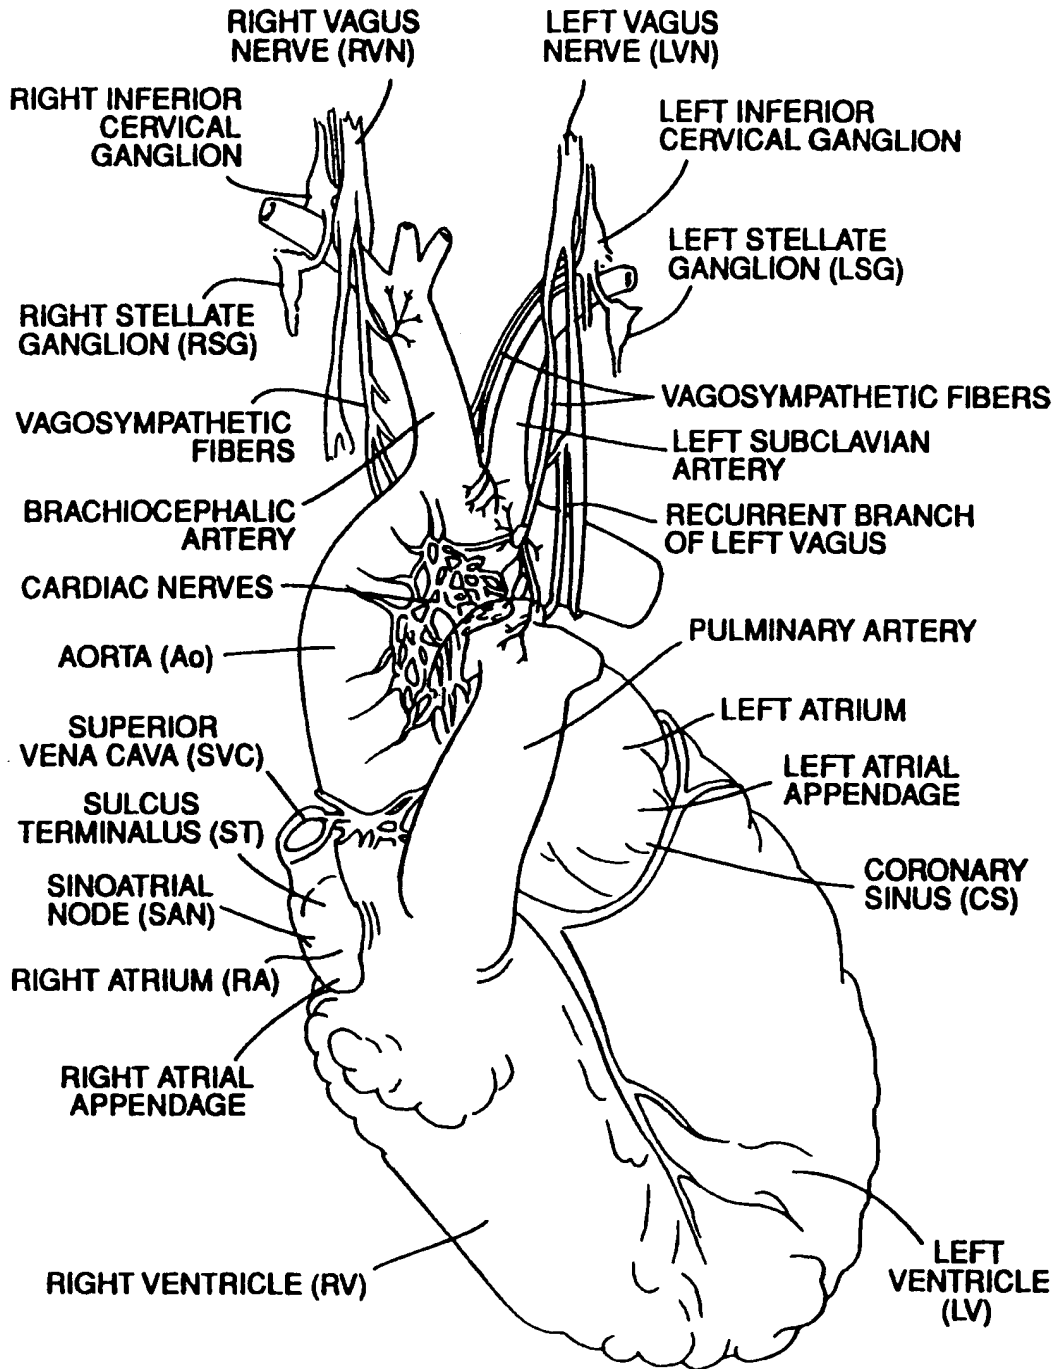 RIGHT VAGUS
NERVE (RVN)
LEFT VAGUS
NERVE (LVN)
RIGHT INFERIOR
CERVICAL
GANGLION
LEFT INFERIOR
CERVICAL GANGLION
LEFT STELLATE
GANGLION (LSG)
RIGHT STELLATE
GANGLION (RSG)
VAGOSYMPATHETIC
FIBERS
VAGOSYMPATHETIC FIBERS
LEFT SUBCLAVIAN
ARTERY
BRACHIOCEPHALIC
ARTERY
RECURRENT BRANCH
OF LEFT VAGUS
CARDIAC NERVES
PULMINARY ARTERY
AORTA (Ao)
LEFT ATRIUM
SUPERIOR
VENA CAVA (SVC)
LEFT ATRIAL
APPENDAGE
SULCUS
TERMINALUS (ST)
CORONARY
SINUS (CS)
SINOATRIAL
NODE (SAN)
RIGHT ATRIUM (RA)
RIGHT ATRIAL
APPENDAGE
RIGHT VENTRICLE (RV)
LEFT
VENTRICLE
(LV)